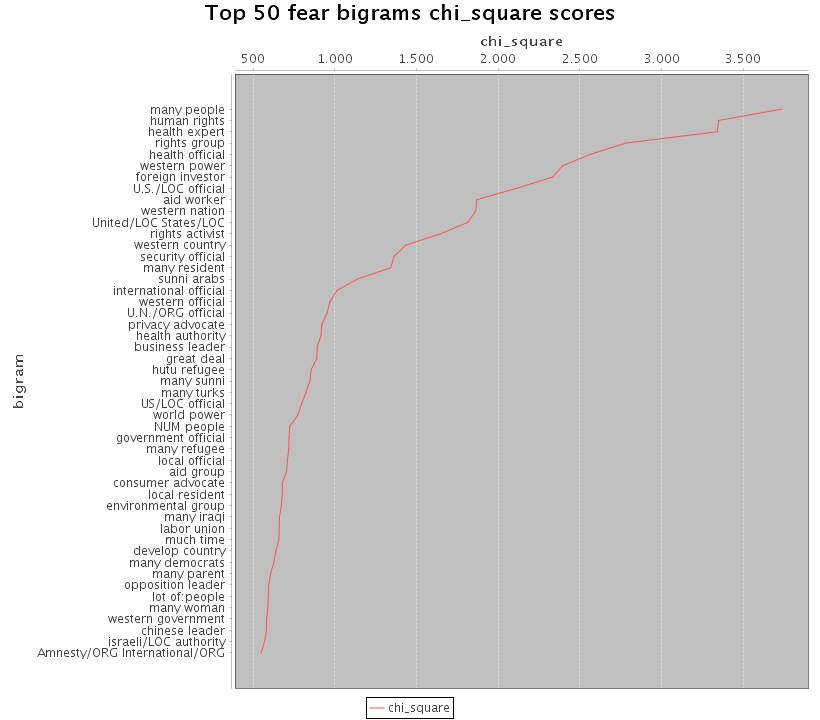 Top 50 fear bigrams chi_square scores
chi_square
500 1.000 1.500 2.000 2.500 3.000 3.500
bigram
many people
human rights
health expert
rights group
health official
western power
foreign investor
U.S./LOC official
aid worker
western nation
United/LOC States/LOC
rights activist
western country
security official
many resident
sunni arabs
international official
western official
U.N./ORG official
privacy advocate
health authority
business leader
great deal
hutu refugee
many sunni
many turks
US/LOC official
world power
NUM people
government official
many refugee
local official
aid group
consumer advocate
local resident
environmental group
many iraqi
labor union
much time
develop country
many democrats
many parent
opposition leader
lot of:people
many woman
western government
chinese leader
israeli/LOC authority
Amnesty/ORG International/ORG
chi_square